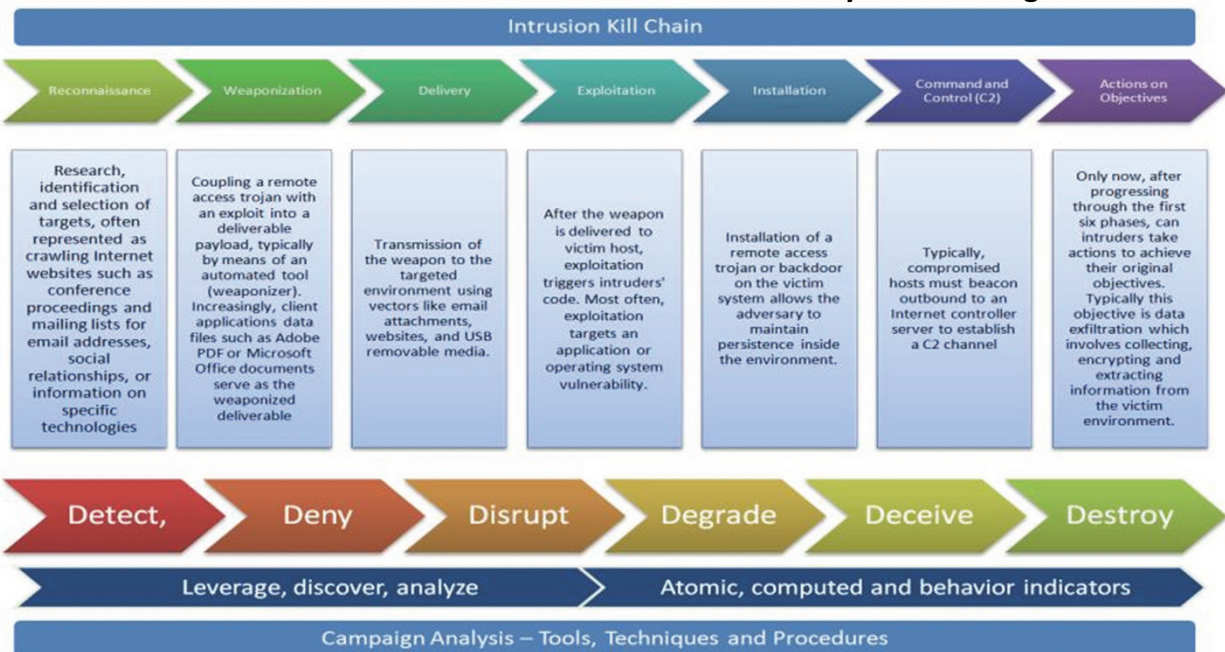 Intrusion Kill Chain
Reconnaissance
Weaponization
Delivery
Exploitation
Installation
Command and
Control (C2)
Actions on
Objectives
Research,
identification
and selection of
targets, often
represented as
crawling Internet
websites such as
conference
proceedings and
mailing lists for
email addresses,
social
relationships, or
information on
specific
technologies
Coupling a remote
access trojan with
an exploit into a
deliverable
payload, typically
by means of an
automated tool
(weaponizer).
Increasingly, client
applications data
files such as Adobe
PDF or Microsoft
Office documents
serve as the
weaponized
deliverable
Transmission of
the weapon to the
targeted
environment using
vectors like email
attachments,
websites, and USB
removable media.
After the weapon
is delivered to
victim host,
exploitation
triggers intruders'
code. Most often,
exploitation
targets an
application or
operating system
vulnerability.
Installation of a
remote access
trojan or backdoor
on the victim
system allows the
adversary to
maintain
persistence inside
the environment.
Typically,
compromised
hosts must beacon
outbound to an
Internet controller
server to establish
a C2 channel
Only now, after
progressing
through the first
six phases, can
intruders take
actions to achieve
their original
objectives.
Typically this
objective is data
exfiltration which
involves collecting,
encrypting and
extracting
information from
the victim
environment.
Detect,
Deny
Disrupt
Degrade
Deceive
Destroy
Leverage, discover, analyze
Atomic, computed and behavior indicators
Campaign Analysis – Tools, Techniques and Procedures